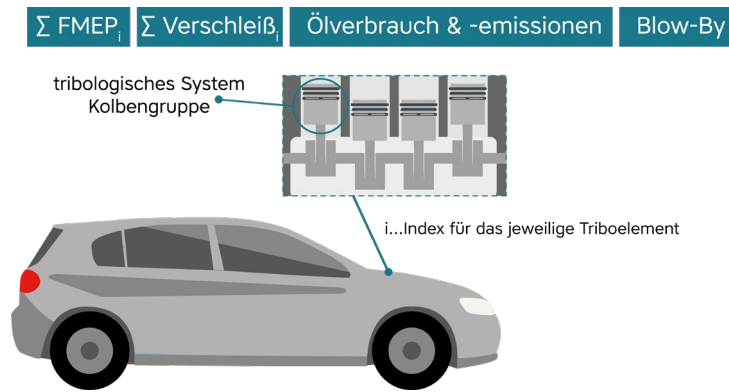 ∑ FMEPᵢ ∑ Verschleißᵢ Ölverbrauch & -emissionen Blow-By
tribologisches System
Kolbengruppe
i...Index für das jeweilige Triboelement